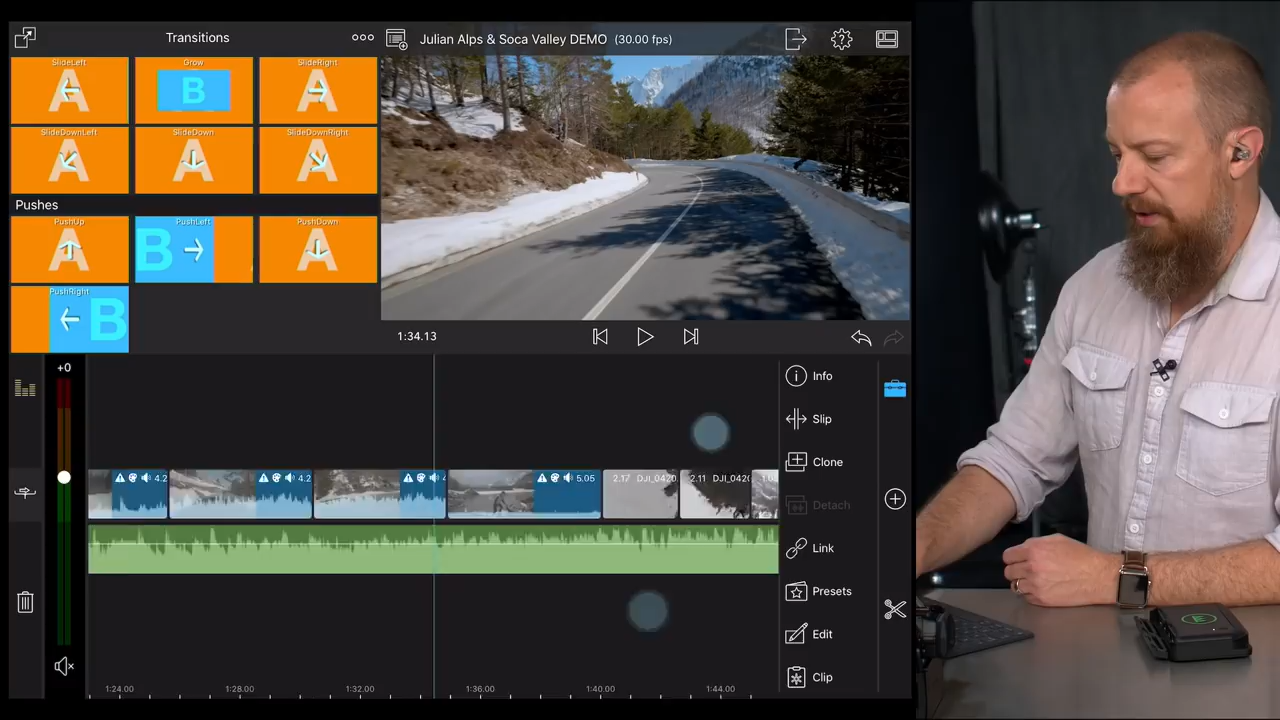 Transitions
Julian Alps & Soca Valley DEMO (30.00 fps)
SlideLeft
A
Grow
B
SlideRight
A
SlideDownLeft
A
SlideDown
A
SlideDownRight
A
Pushes
PushUp
A
PushLeft
B
PushDown
A
PushRight
B
1:34.13
+0
Info
Slip
Clone
Detach
Link
Presets
Edit
Clip
4.2
4.2
4
5.05
2.17 DJI_0420.
2.11 DJI_042(
1:24.00
1:28.00
1:32.00
1:36.00
1:40.00
1:44.00